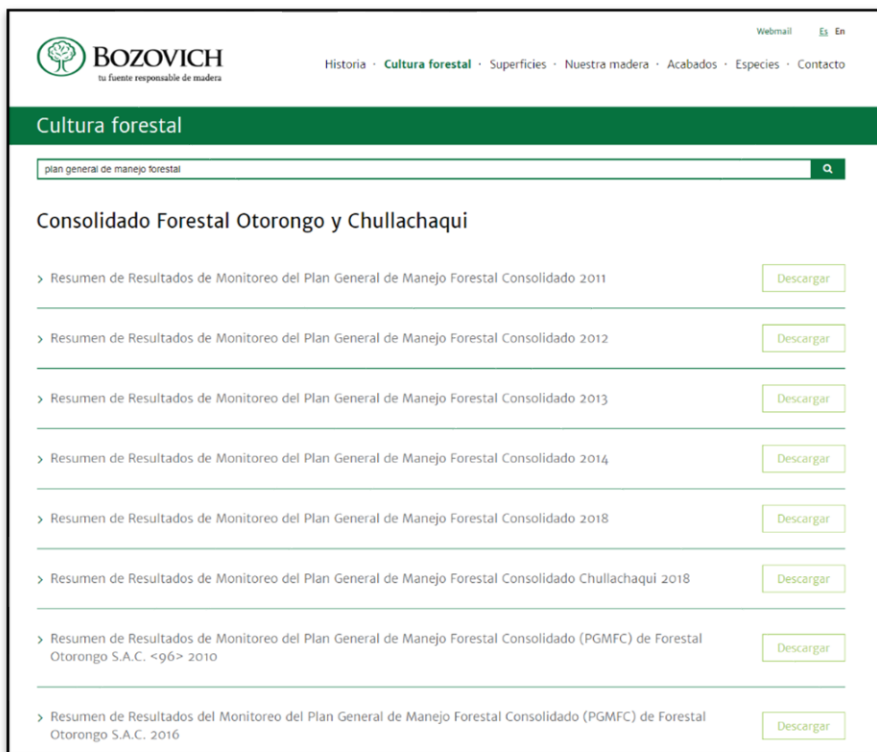 Webmail Es En
BOZOVICH
tu fuente responsable de madera
Historia · Cultura forestal · Superficies · Nuestra madera · Acabados · Especies · Contacto
Cultura forestal
plan general de manejo forestal
Consolidado Forestal Otorongo y Chullachaqui
> Resumen de Resultados de Monitoreo del Plan General de Manejo Forestal Consolidado 2011 Descargar
> Resumen de Resultados de Monitoreo del Plan General de Manejo Forestal Consolidado 2012 Descargar
> Resumen de Resultados de Monitoreo del Plan General de Manejo Forestal Consolidado 2013 Descargar
> Resumen de Resultados de Monitoreo del Plan General de Manejo Forestal Consolidado 2014 Descargar
> Resumen de Resultados de Monitoreo del Plan General de Manejo Forestal Consolidado 2018 Descargar
> Resumen de Resultados de Monitoreo del Plan General de Manejo Forestal Consolidado Chullachaqui 2018 Descargar
> Resumen de Resultados de Monitoreo del Plan General de Manejo Forestal Consolidado (PGMFC) de Forestal
Otorongo S.A.C. <96> 2010 Descargar
> Resumen de Resultados del Monitoreo del Plan General de Manejo Forestal Consolidado (PGMFC) de Forestal
Otorongo S.A.C. 2016 Descargar